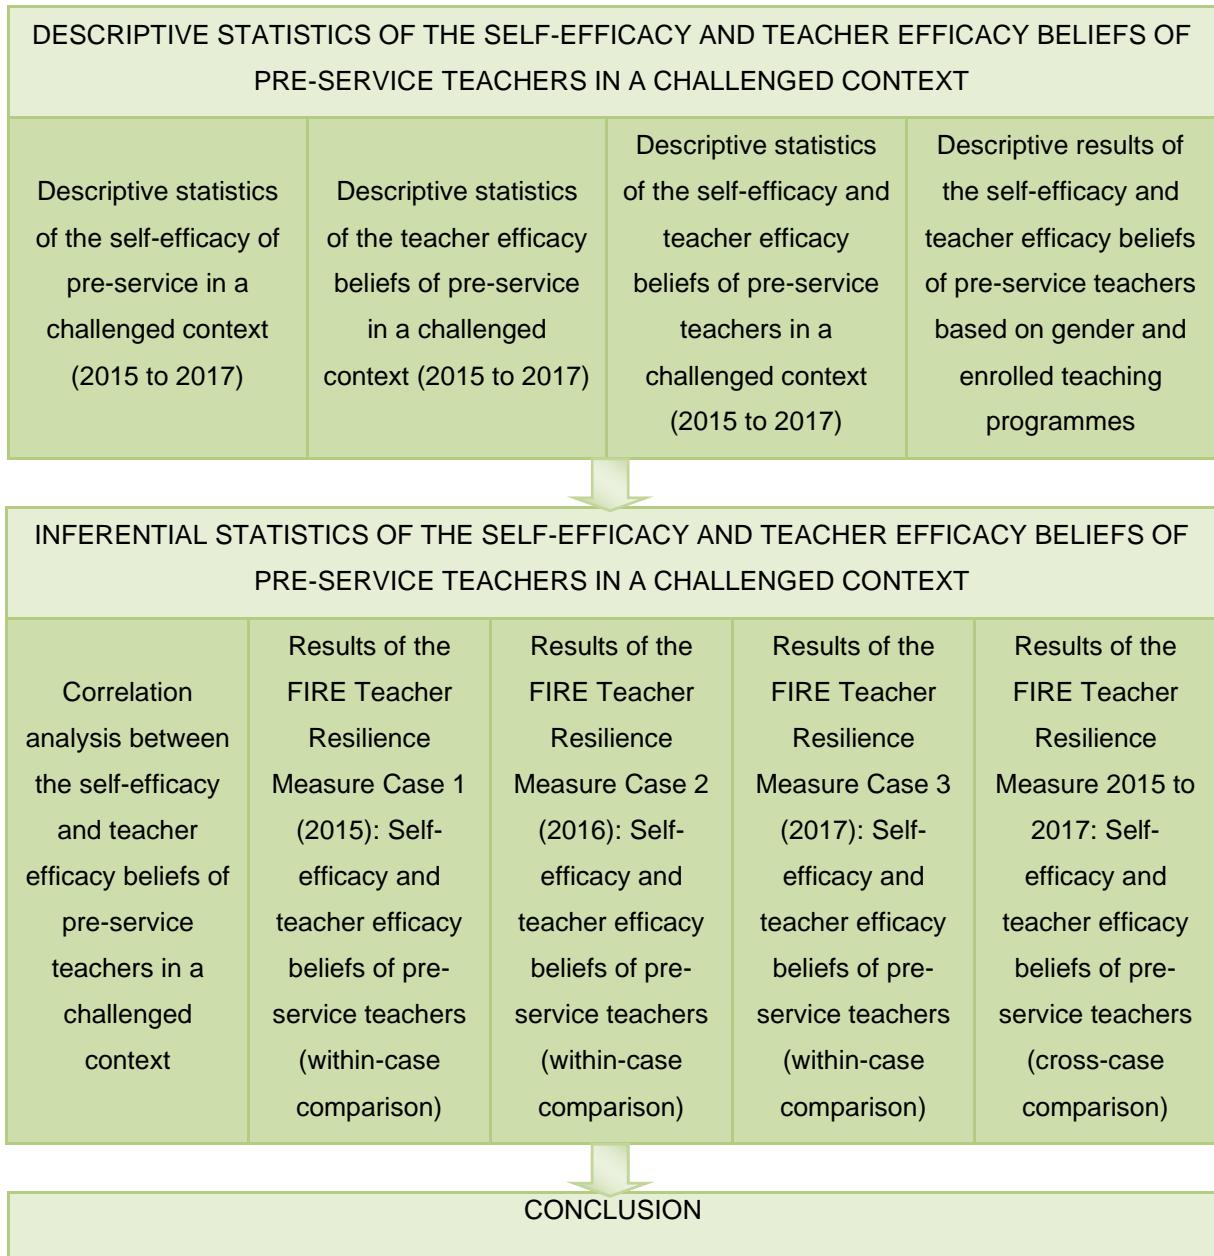 DESCRIPTIVE STATISTICS OF THE SELF-EFFICACY AND TEACHER EFFICACY BELIEFS OF
PRE-SERVICE TEACHERS IN A CHALLENGED CONTEXT
Descriptive statistics
of the self-efficacy of
pre-service in a
challenged context
(2015 to 2017)
Descriptive statistics
of the teacher efficacy
beliefs of pre-service
in a challenged
context (2015 to 2017)
Descriptive statistics
of the self-efficacy and
teacher efficacy
beliefs of pre-service
teachers in a
challenged context
(2015 to 2017)
Descriptive results of
the self-efficacy and
teacher efficacy beliefs
of pre-service teachers
based on gender and
enrolled teaching
programmes
INFERENTIAL STATISTICS OF THE SELF-EFFICACY AND TEACHER EFFICACY BELIEFS OF
PRE-SERVICE TEACHERS IN A CHALLENGED CONTEXT
Correlation
analysis between
the self-efficacy
and teacher
efficacy beliefs of
pre-service
teachers in a
challenged
context
Results of the
FIRE Teacher
Resilience
Measure Case 1
(2015): Self-
efficacy and
teacher efficacy
beliefs of pre-
service teachers
(within-case
comparison)
Results of the
FIRE Teacher
Resilience
Measure Case 2
(2016): Self-
efficacy and
teacher efficacy
beliefs of pre-
service teachers
(within-case
comparison)
Results of the
FIRE Teacher
Resilience
Measure Case 3
(2017): Self-
efficacy and
teacher efficacy
beliefs of pre-
service teachers
(within-case
comparison)
Results of the
FIRE Teacher
Resilience
Measure 2015 to
2017: Self-
efficacy and
teacher efficacy
beliefs of pre-
service teachers
(cross-case
comparison)
CONCLUSION